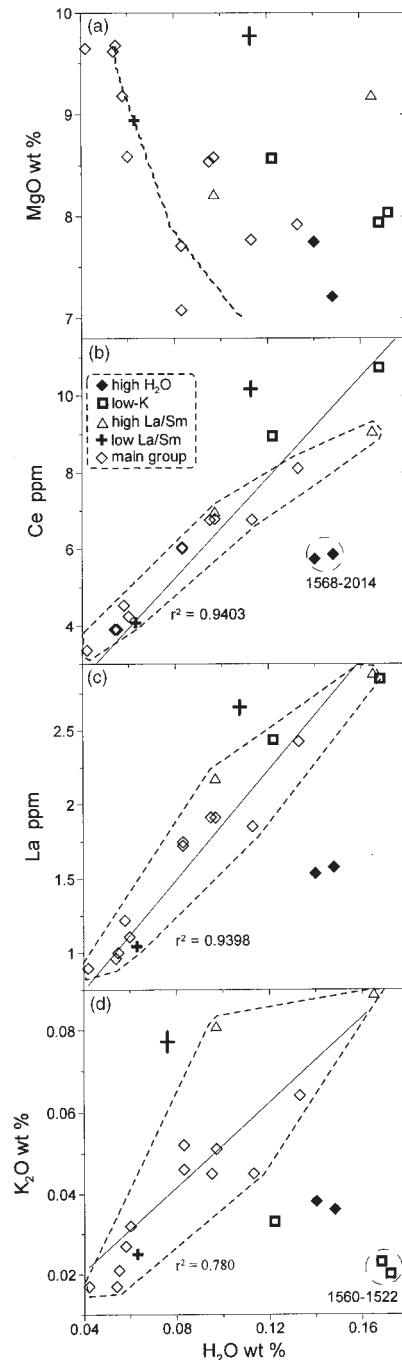 (a)
10
9
8
7
MgO wt %
(b)
◆ high H₂O
low-K
high La/Sm
low La/Sm
main group
10
8
6
4
Ce ppm
1568-2014
r² = 0.9403
(c)
2.5
2
1.5
1
La ppm
r² = 0.9398
(d)
0.08
0.06
0.04
0.02
K₂O wt %
r² = 0.780
1560-1522
0.04
0.08
0.12
0.16
H₂O wt %